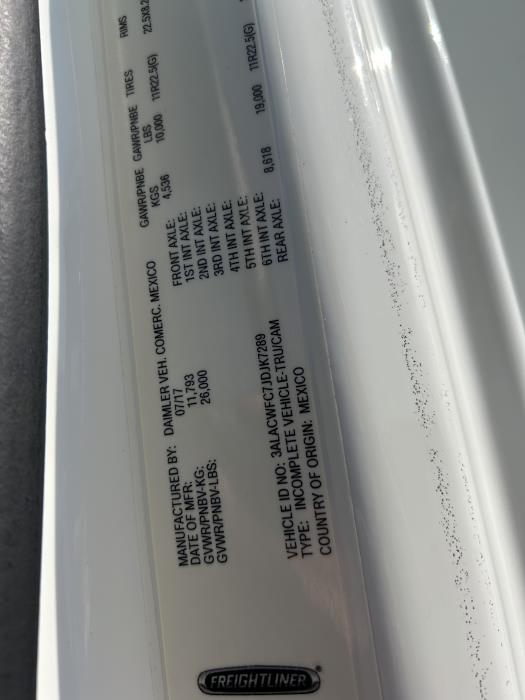 FREIGHTLINER
MANUFACTURED BY: DAIMLER VEH. COMERC. MEXICO
DATE OF MFR: 07/17
GVWR/PNBV-KG: 11,793
GVWR/PNBV-LBS: 26,000
VEHICLE ID NO: 3ALACWFC7JDJK7289
TYPE: INCOMPLETE VEHICLE-TRU/CAM
COUNTRY OF ORIGIN: MEXICO
GAWR/PNBE GAWR/PNBE TIRES RIMS
KGS LBS
FRONT AXLE: 4,536 10,000 11R22.5(G) 22.5X8.2
1ST INT AXLE:
2ND INT AXLE:
3RD INT AXLE:
4TH INT AXLE:
5TH INT AXLE:
6TH INT AXLE:
REAR AXLE: 8,618 19,000 11R22.5(G)